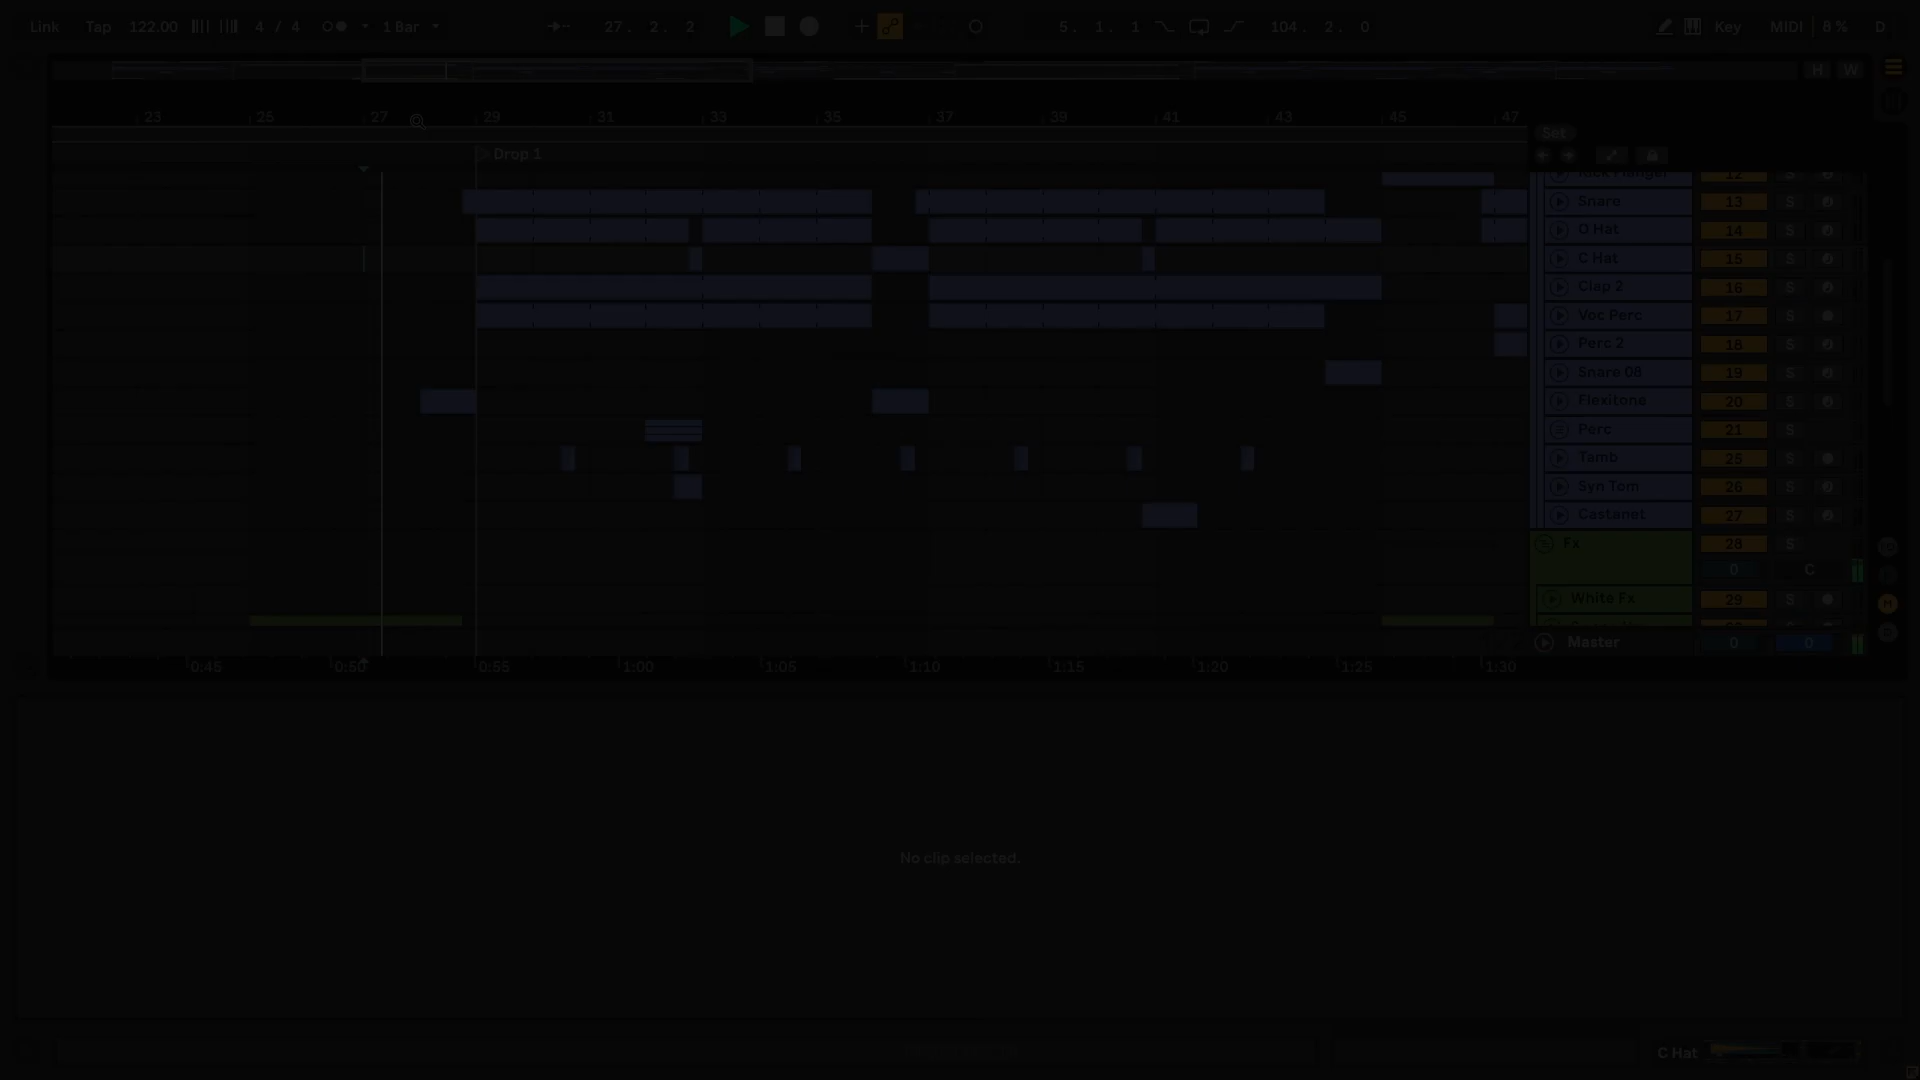 Link Tap 122.00 4 / 4 1 Bar 27. 2. 2 5. 1. 1 104. 2. 0 Key MIDI 8 % D
H W
23 25 27 29 31 33 35 37 39 41 43 45 47
Set
Drop 1
12 S
Snare 13 S
O Hat 14 S
C Hat 15 S
Clap 2 16 S
Voc Perc 17 S
Perc 2 18 S
Snare 08 19 S
Flexitone 20 S
Perc 21 S
Tamb 25 S
Syn Tom 26 S
Castanet 27 S
Fx 28 S
0 C
White Fx 29 S
Master 0 0
0:45 0:50 0:55 1:00 1:05 1:10 1:15 1:20 1:25 1:30
No clip selected.
C Hat